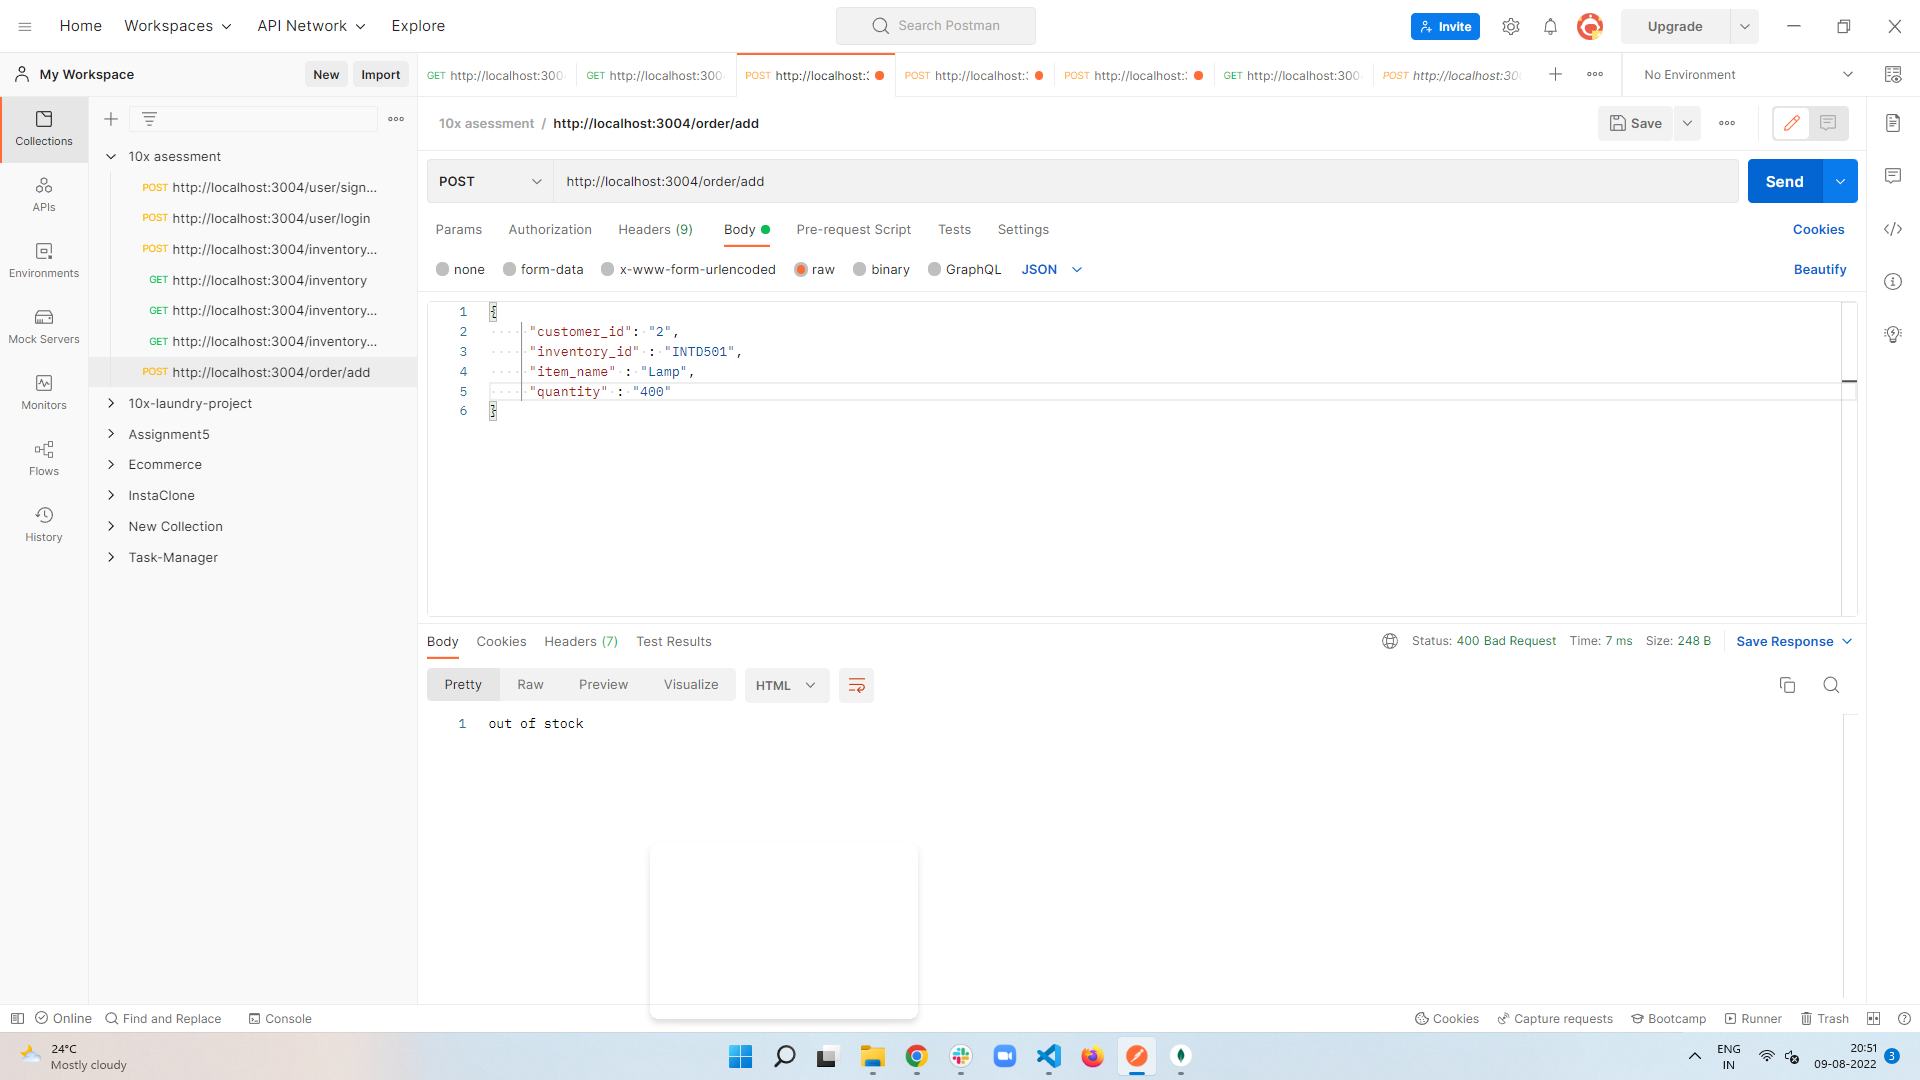 Home Workspaces API Network Explore Search Postman Invite Upgrade
My Workspace New Import GET http://localhost:300 GET http://localhost:300 POST http://localhost: POST http://localhost: POST http://localhost: GET http://localhost:300 POST http://localhost:30 No Environment
Collections
APIs
Environments
Mock Servers
Monitors
Flows
History
10x asessment
POST http://localhost:3004/user/sign...
POST http://localhost:3004/user/login
POST http://localhost:3004/inventory...
GET http://localhost:3004/inventory
GET http://localhost:3004/inventory...
GET http://localhost:3004/inventory...
POST http://localhost:3004/order/add
10x-laundry-project
Assignment5
Ecommerce
InstaClone
New Collection
Task-Manager
10x asessment / http://localhost:3004/order/add Save
POST http://localhost:3004/order/add Send
Params Authorization Headers (9) Body Pre-request Script Tests Settings Cookies
none form-data x-www-form-urlencoded raw binary GraphQL JSON Beautify
1 {
2 "customer_id": "2",
3 "inventory_id" : "INTD501",
4 "item_name" : "Lamp",
5 "quantity" : "400"
6 }
Body Cookies Headers (7) Test Results Status: 400 Bad Request Time: 7 ms Size: 248 B Save Response
Pretty Raw Preview Visualize HTML
1 out of stock
Online Find and Replace Console Cookies Capture requests Bootcamp Runner Trash
24°C
Mostly cloudy
ENG
IN
20:51
09-08-2022
3